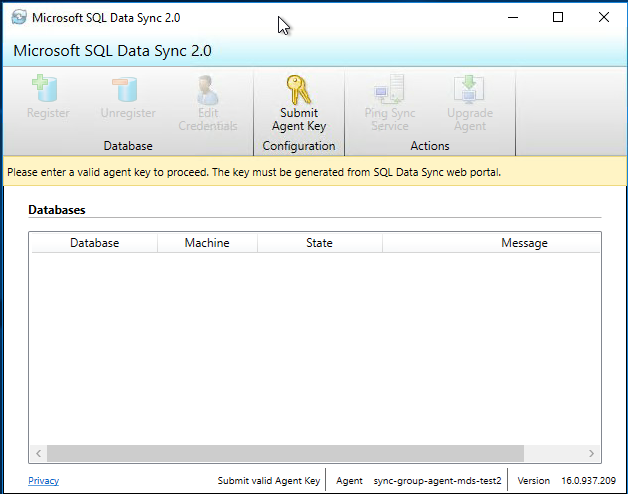 Microsoft SQL Data Sync 2.0
Microsoft SQL Data Sync 2.0
Register
Unregister
Edit
Credentials
Database
Submit
Agent Key
Configuration
Ping Sync
Service
Upgrade
Agent
Actions
Please enter a valid agent key to proceed. The key must be generated from SQL Data Sync web portal.
Databases
Database Machine State Message
Privacy Submit valid Agent Key Agent sync-group-agent-mds-test2 Version 16.0.937.209